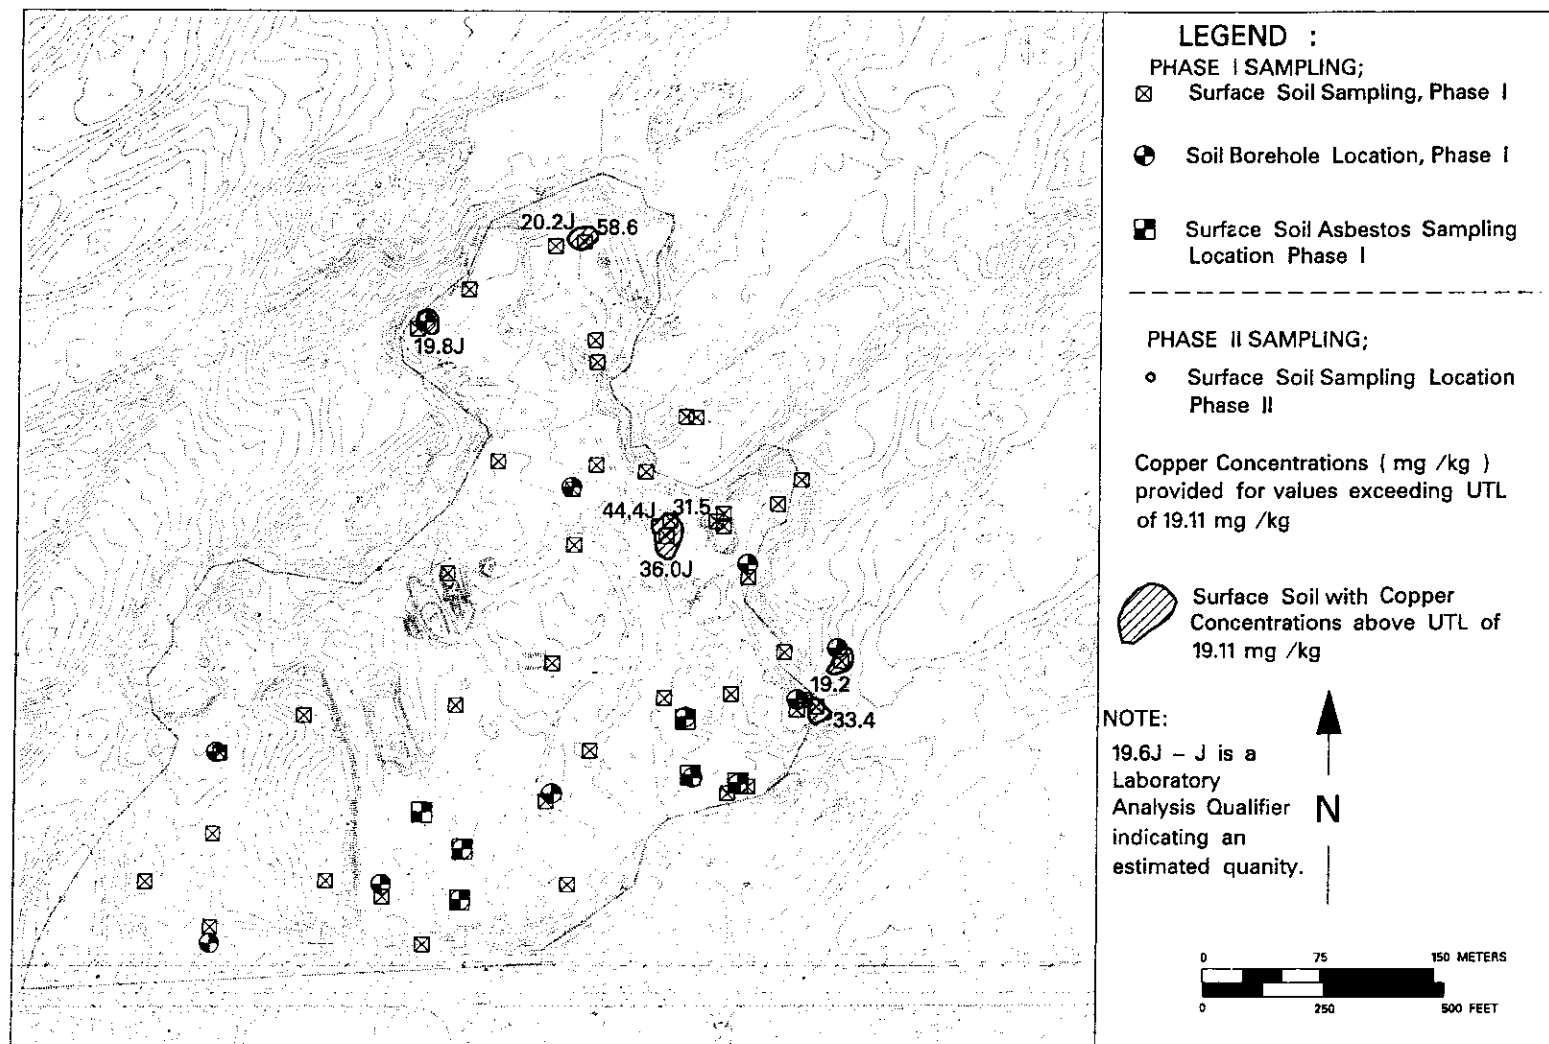 20.2J
58.6
19.8J
44.4J
31.5
36.0J
19.2
33.4
LEGEND :
PHASE I SAMPLING;
Surface Soil Sampling, Phase I
Soil Borehole Location, Phase I
Surface Soil Asbestos Sampling
Location Phase I
PHASE II SAMPLING;
Surface Soil Sampling Location
Phase II
Copper Concentrations ( mg /kg )
provided for values exceeding UTL
of 19.11 mg /kg
Surface Soil with Copper
Concentrations above UTL of
19.11 mg /kg
NOTE:
19.6J – J is a
Laboratory
Analysis Qualifier
indicating an
estimated quanity.
N
0 75 150 METERS
0 250 500 FEET